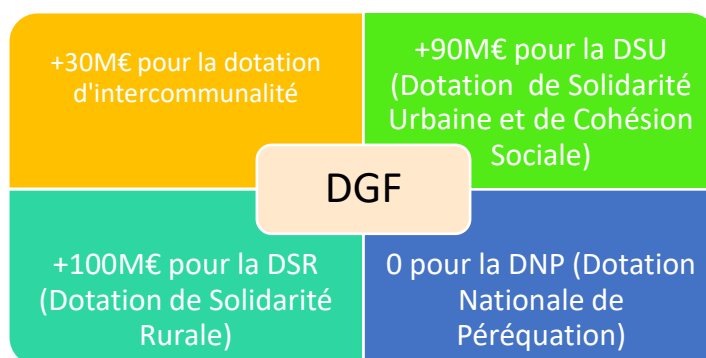 +30M€ pour la dotation
d'intercommunalité
+90M€ pour la DSU
(Dotation de Solidarité
Urbaine et de Cohésion
Sociale)
DGF
+100M€ pour la DSR
(Dotation de Solidarité
Rurale)
0 pour la DNP (Dotation
Nationale de
Péréquation)